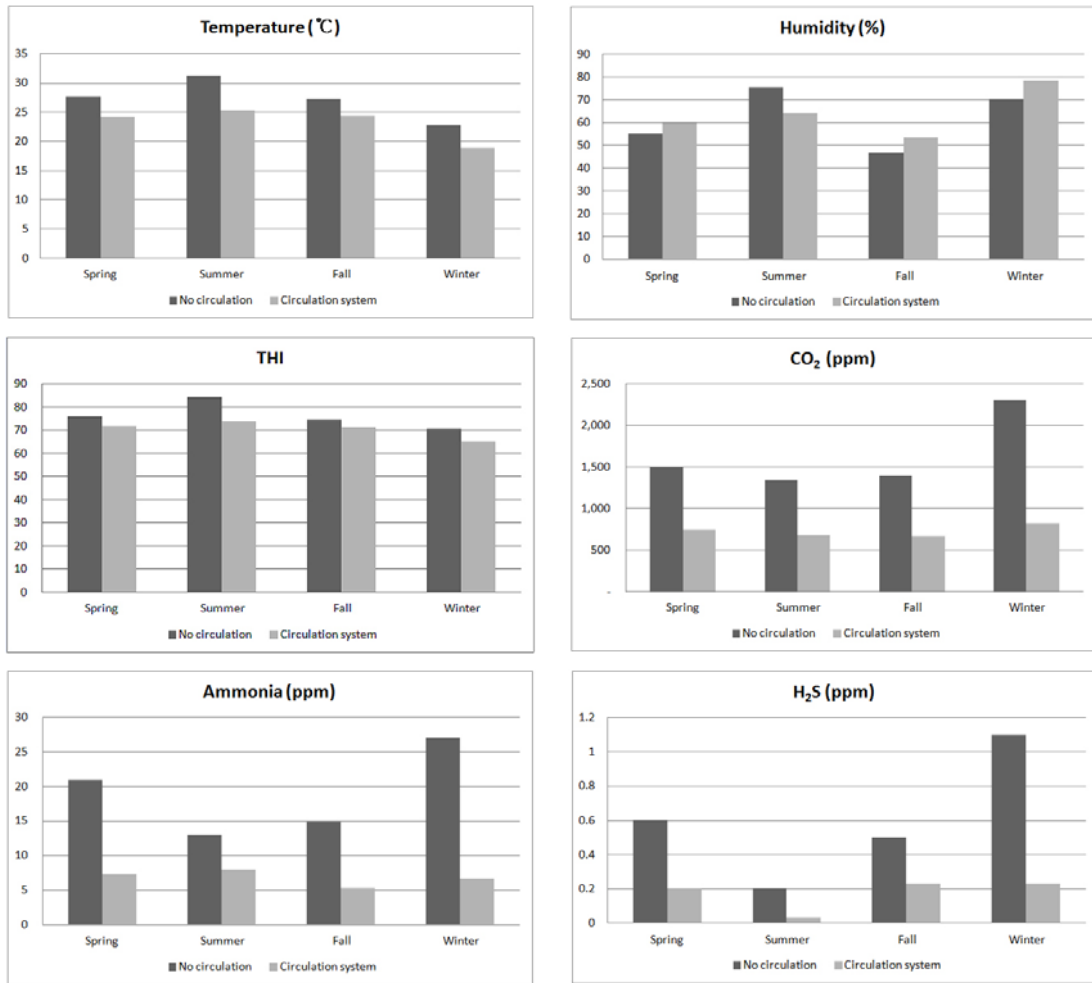 Temperature (℃)
35
30
25
20
15
10
5
0
Spring Summer Fall Winter
No circulation Circulation system
Humidity (%)
90
80
70
60
50
40
30
20
10
0
Spring Summer Fall Winter
No circulation Circulation system
THI
90
80
70
60
50
40
30
20
10
0
Spring Summer Fall Winter
No circulation Circulation system
CO₂ (ppm)
2,500
2,000
1,500
1,000
500
-
Spring Summer Fall Winter
No circulation Circulation system
Ammonia (ppm)
30
25
20
15
10
5
0
Spring Summer Fall Winter
No circulation Circulation system
H₂S (ppm)
1.2
1
0.8
0.6
0.4
0.2
0
Spring Summer Fall Winter
No circulation Circulation system